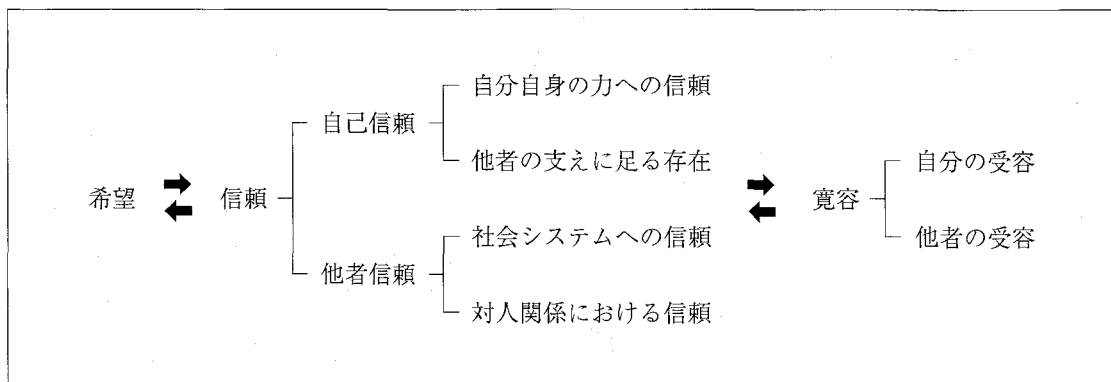 自分自身の力への信頼
自己信頼
他者の支えに足る存在
自分の受容
希望
信頼
寛容
社会システムへの信頼
他者の受容
他者信頼
対人関係における信頼